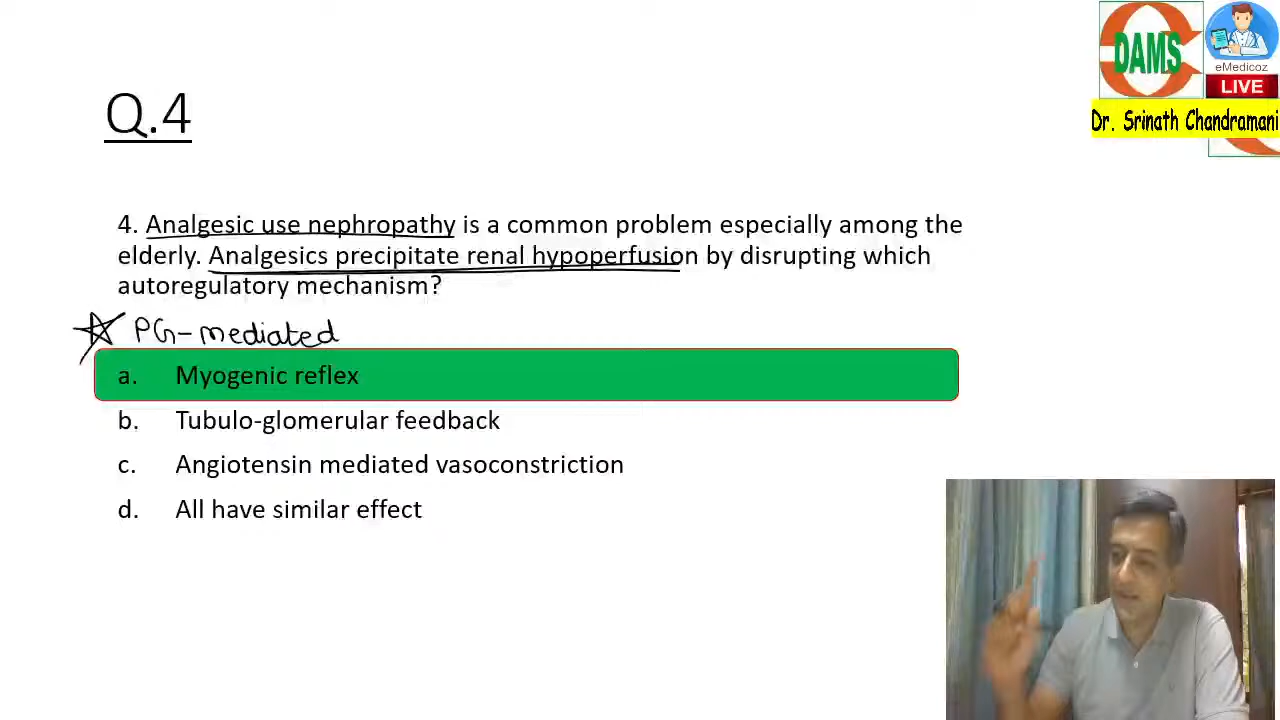 DAMS
eMedicoz
LIVE
Dr. Srinath Chandramani
Q.4
4. Analgesic use nephropathy is a common problem especially among the
elderly. Analgesics precipitate renal hypoperfusion by disrupting which
autoregulatory mechanism?
PG-mediated
a. Myogenic reflex
b. Tubulo-glomerular feedback
c. Angiotensin mediated vasoconstriction
d. All have similar effect